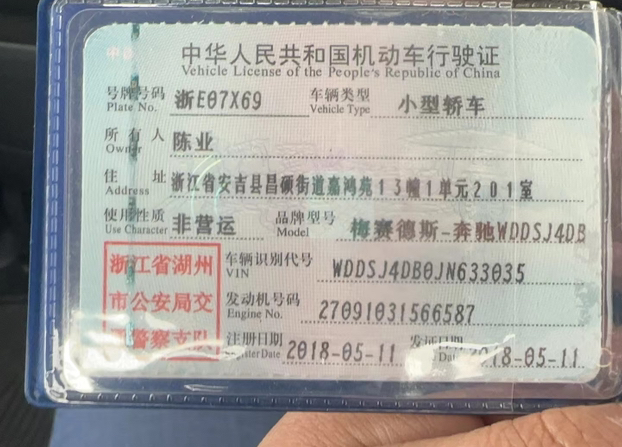 中华人民共和国机动车行驶证
Vehicle License of the People's Republic of China
号牌号码 浙E07X69 车辆类型 小型轿车
Plate No. Vehicle Type
所有人 陈业
Owner
住址 浙江省安吉县昌硕街道嘉鸿苑13幢1单元201室
Address
使用性质 非营运 品牌型号 梅赛德斯-奔驰WDDSJ4DB
Use Character Model
浙江省湖州
市公安局交
警察支队
车辆识别代号 WDDSJ4DB0JN633035
VIN
发动机号码 27091031566587
Engine No.
注册日期 2018-05-11 发证日期 2018-05-11
Date Date